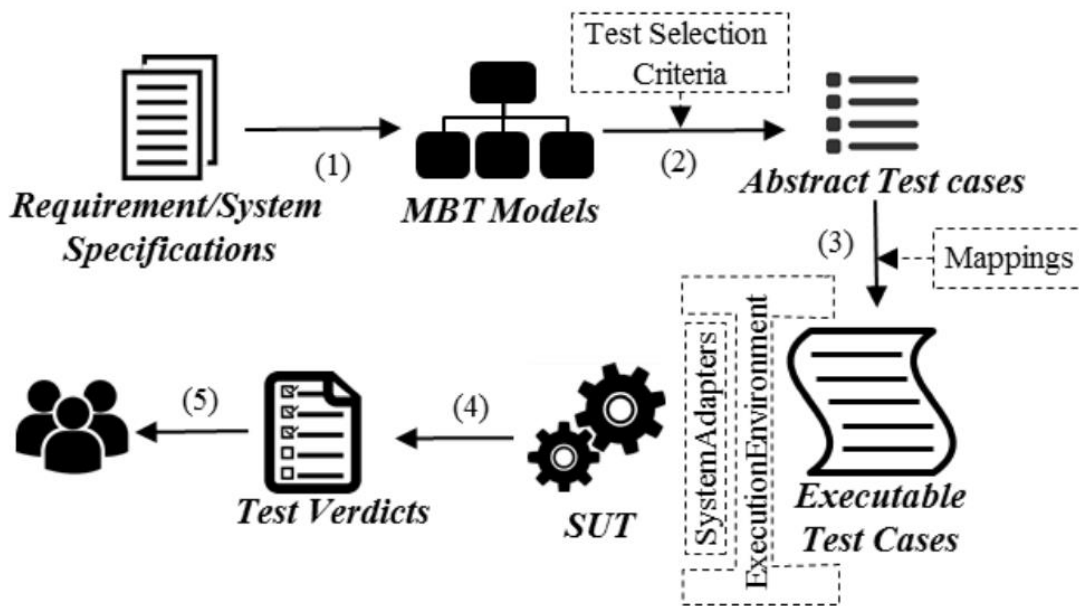 Test Selection
Criteria
(1)
(2)
Requirement/System
Specifications
MBT Models
Abstract Test cases
(3)
Mappings
SystemAdapters
ExecutionEnvironment
(5)
(4)
Test Verdicts
SUT
Executable
Test Cases